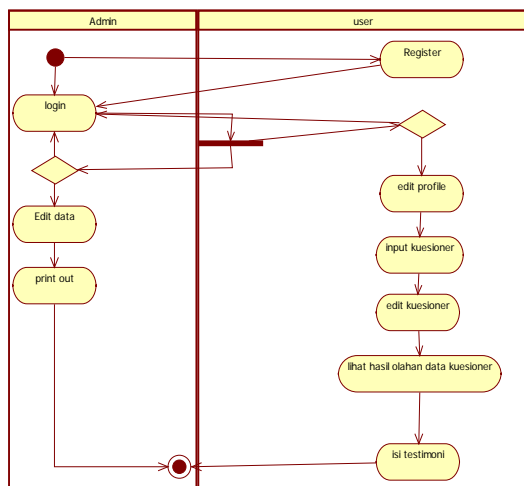 Admin
user
Register
login
edit profile
Edit data
input kuesioner
print out
edit kuesioner
lihat hasil olahan data kuesioner
isi testimoni